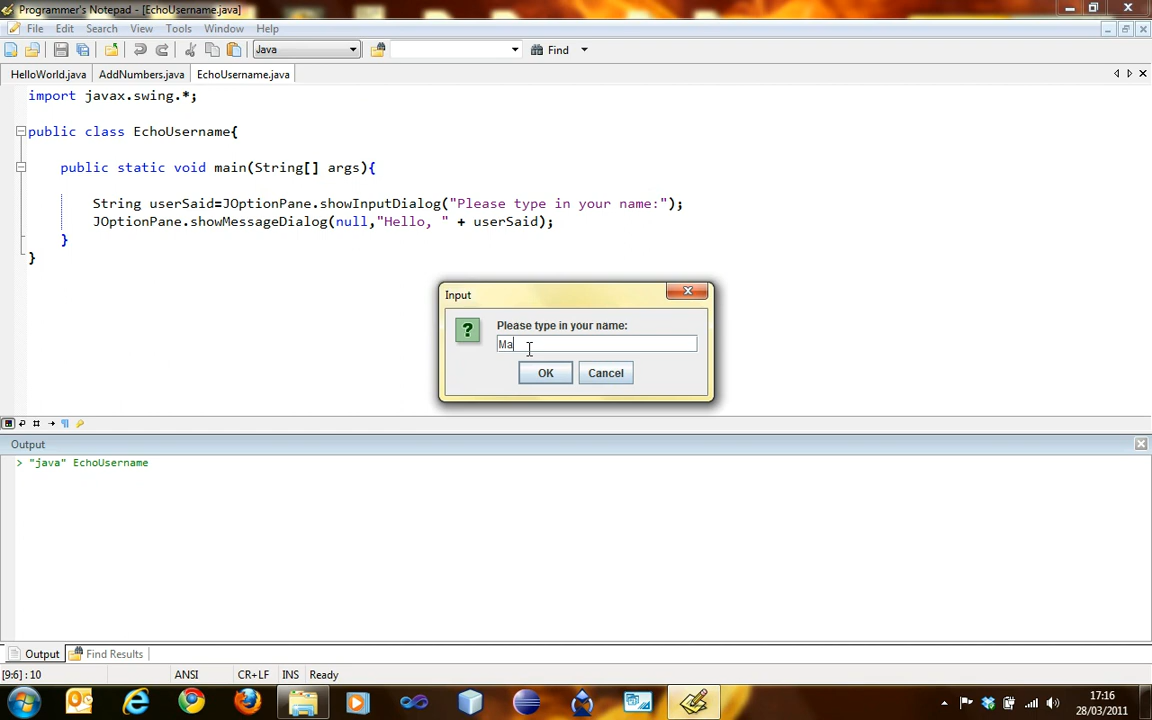 Programmer's Notepad - [EchoUsername.java]
File Edit Search View Tools Window Help
Java Find
HelloWorld.java AddNumbers.java EchoUsername.java
import javax.swing.*;
public class EchoUsername{
public static void main(String[] args){
String userSaid=JOptionPane.showInputDialog("Please type in your name:");
JOptionPane.showMessageDialog(null,"Hello, " + userSaid);
}
}
Input
? Please type in your name:
Ma
OK Cancel
Output
> "java" EchoUsername
Output Find Results
[9:6] : 10 ANSI CR+LF INS Ready
17:16
28/03/2011